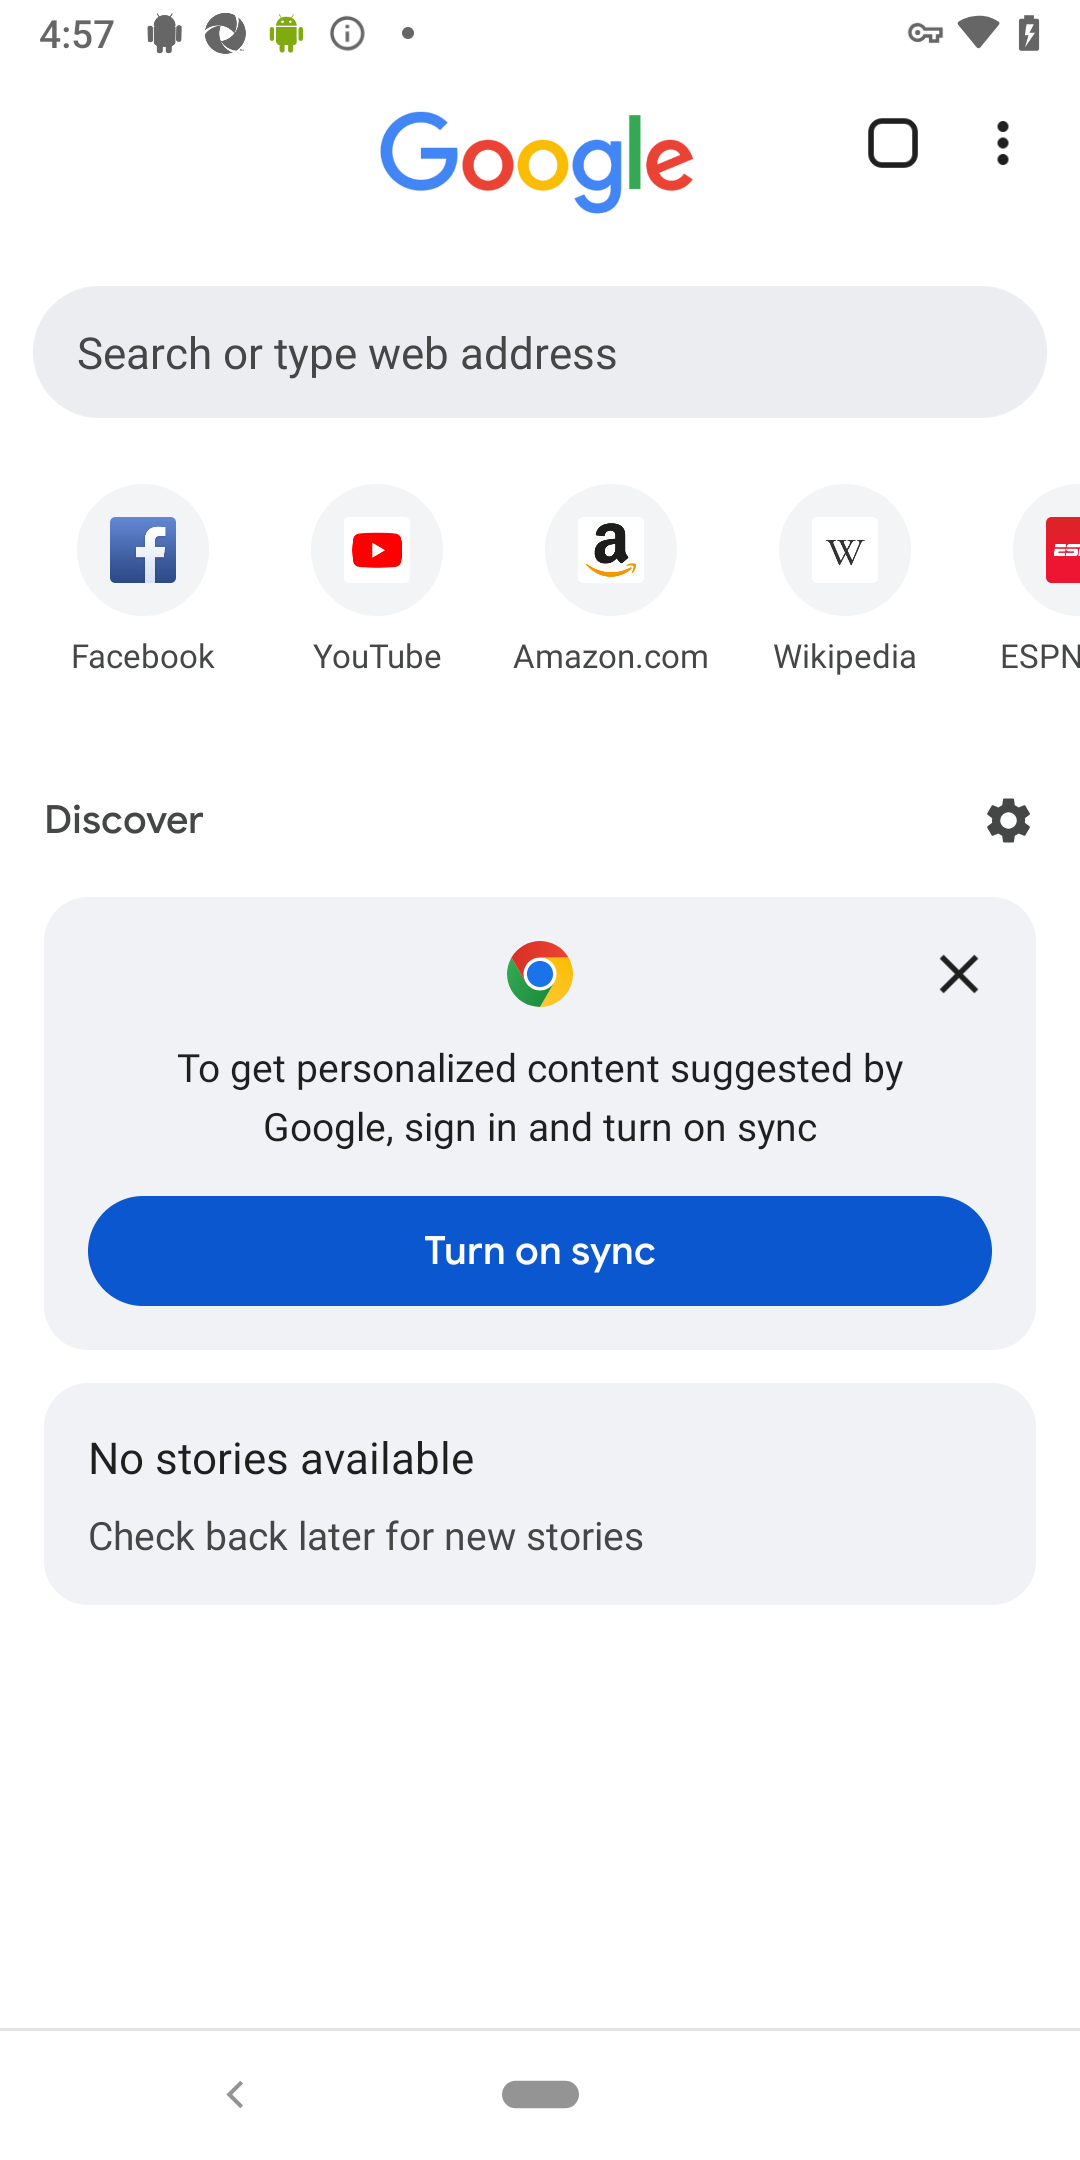 4:57
Google
Search or type web address
Facebook
YouTube
Amazon.com
Wikipedia
ESPN
Discover
To get personalized content suggested by
Google, sign in and turn on sync
Turn on sync
No stories available
Check back later for new stories